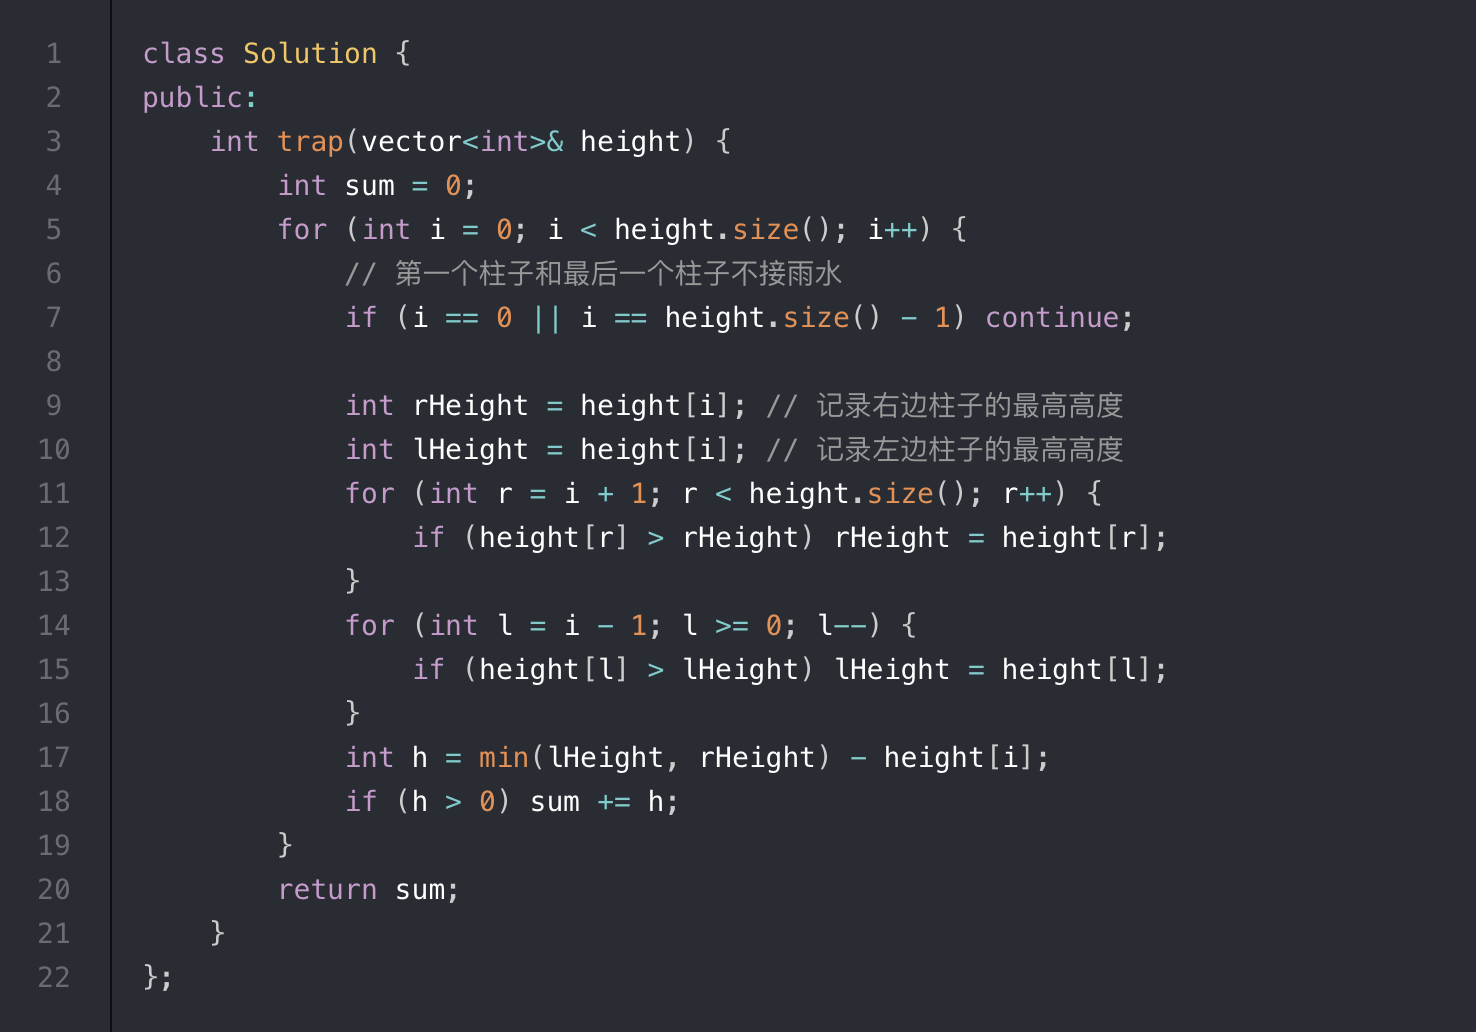 1 class Solution {
2 public:
3     int trap(vector<int>& height) {
4         int sum = 0;
5         for (int i = 0; i < height.size(); i++) {
6             // 第一个柱子和最后一个柱子不接雨水
7             if (i == 0 || i == height.size() - 1) continue;
8
9             int rHeight = height[i]; // 记录右边柱子的最高高度
10             int lHeight = height[i]; // 记录左边柱子的最高高度
11             for (int r = i + 1; r < height.size(); r++) {
12                 if (height[r] > rHeight) rHeight = height[r];
13             }
14             for (int l = i - 1; l >= 0; l--) {
15                 if (height[l] > lHeight) lHeight = height[l];
16             }
17             int h = min(lHeight, rHeight) - height[i];
18             if (h > 0) sum += h;
19         }
20         return sum;
21     }
22 };